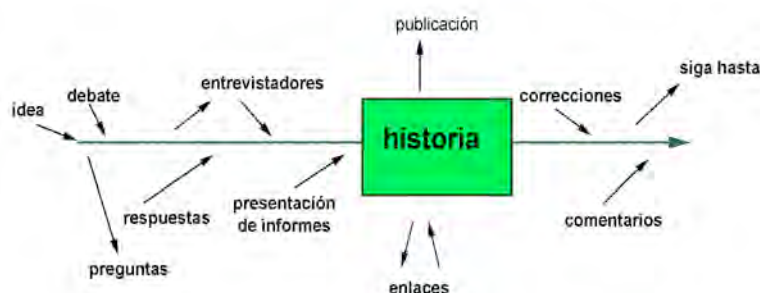 publicación
siga hasta
entrevistadores
debate
correcciones
idea
historia
respuestas
presentación
de informes
comentarios
preguntas
enlaces